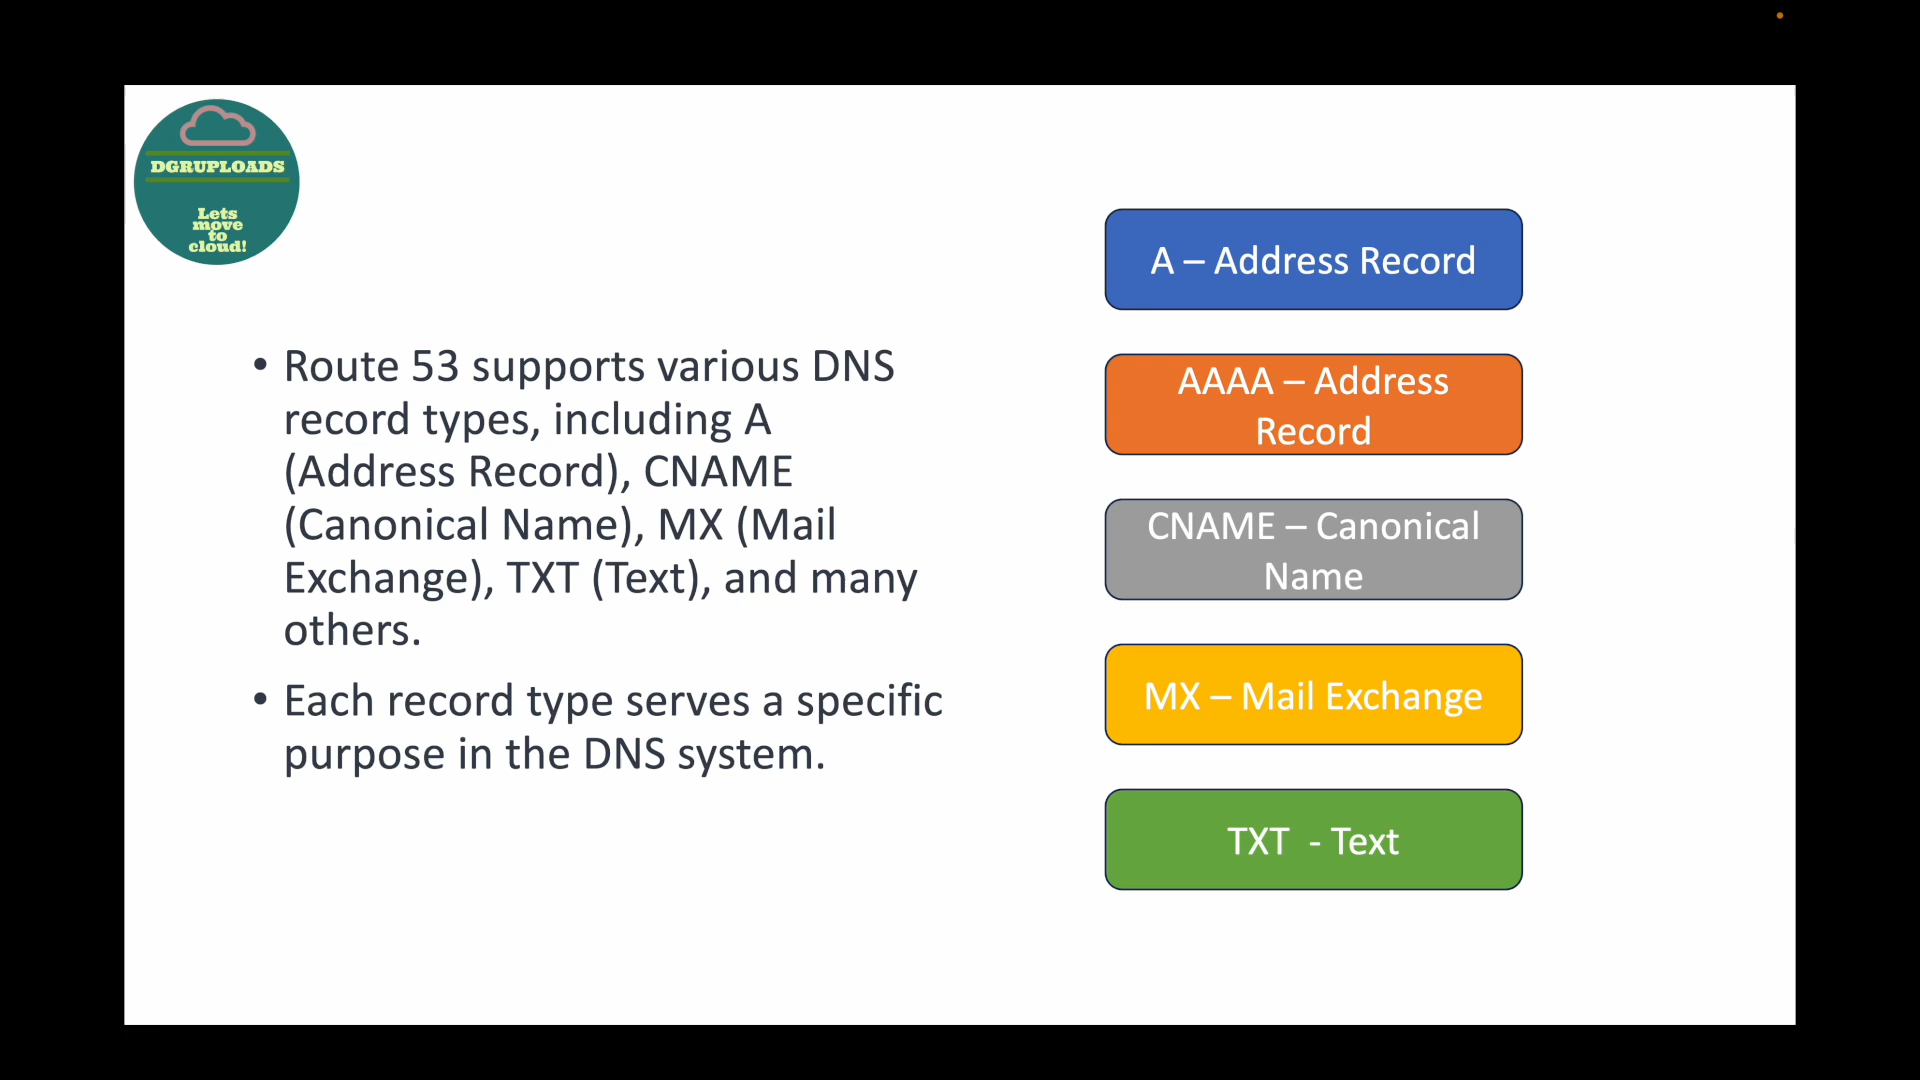 DGRUPLOADS
Lets
move
to
cloud!
• Route 53 supports various DNS
record types, including A
(Address Record), CNAME
(Canonical Name), MX (Mail
Exchange), TXT (Text), and many
others.
• Each record type serves a specific
purpose in the DNS system.
A – Address Record
AAAA – Address
Record
CNAME – Canonical
Name
MX – Mail Exchange
TXT  - Text